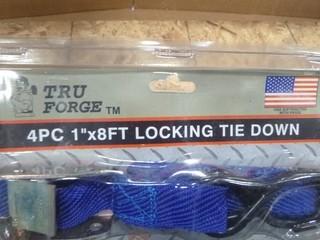 TRU
FORGE TM
4PC 1"x8FT LOCKING TIE DOWN